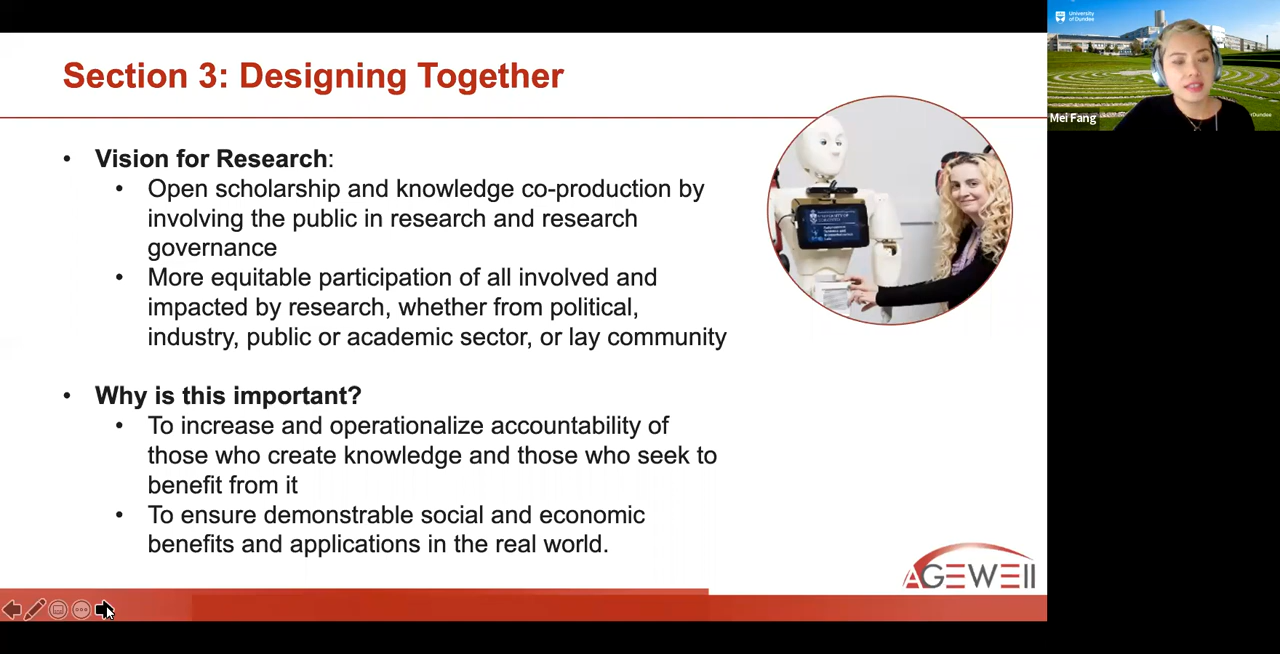 Section 3: Designing Together
• Vision for Research:
• Open scholarship and knowledge co-production by
involving the public in research and research
governance
• More equitable participation of all involved and
impacted by research, whether from political,
industry, public or academic sector, or lay community
• Why is this important?
• To increase and operationalize accountability of
those who create knowledge and those who seek to
benefit from it
• To ensure demonstrable social and economic
benefits and applications in the real world.
AGEWELL
University
of Dundee
Mei Fang